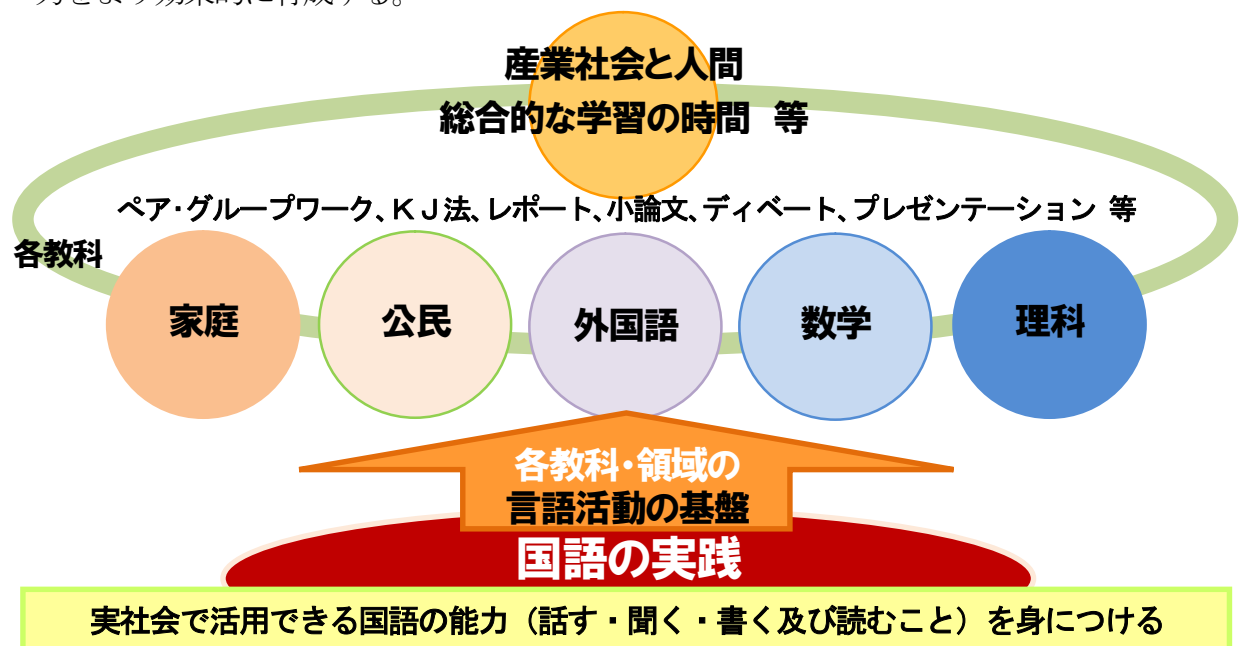 産業社会と人間
総合的な学習の時間 等
ペア・グループワーク、KJ法、レポート、小論文、ディベート、プレゼンテーション 等
各教科
家庭
公民
外国語
数学
理科
各教科・領域の
言語活動の基盤
国語の実践
実社会で活用できる国語の能力（話す・聞く・書く及び読むこと）を身につける